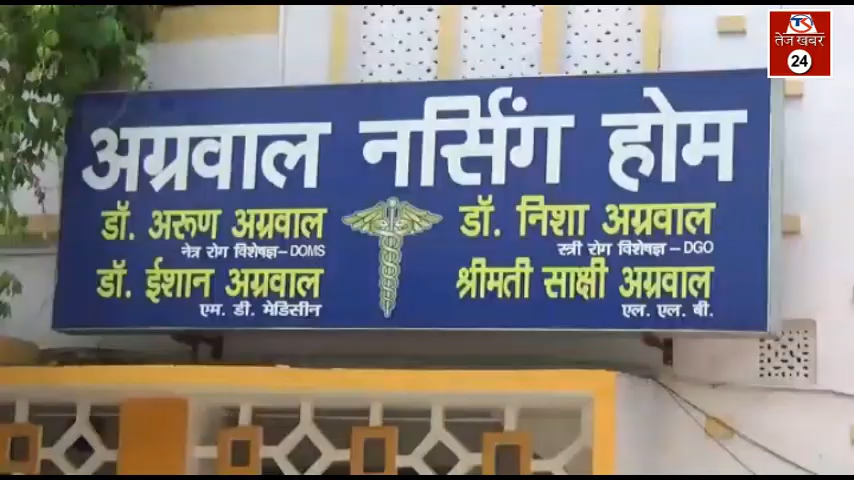 तेज खबर
24
अग्रवाल नर्सिंग होम
डॉ. अरूण अग्रवाल
नेत्र रोग विशेषज्ञ–DOMS
डॉ. निशा अग्रवाल
स्त्री रोग विशेषज्ञ–DGO
डॉ. ईशान अग्रवाल
एम. डी. मेडिसीन
श्रीमती साक्षी अग्रवाल
एल. एल. बी.